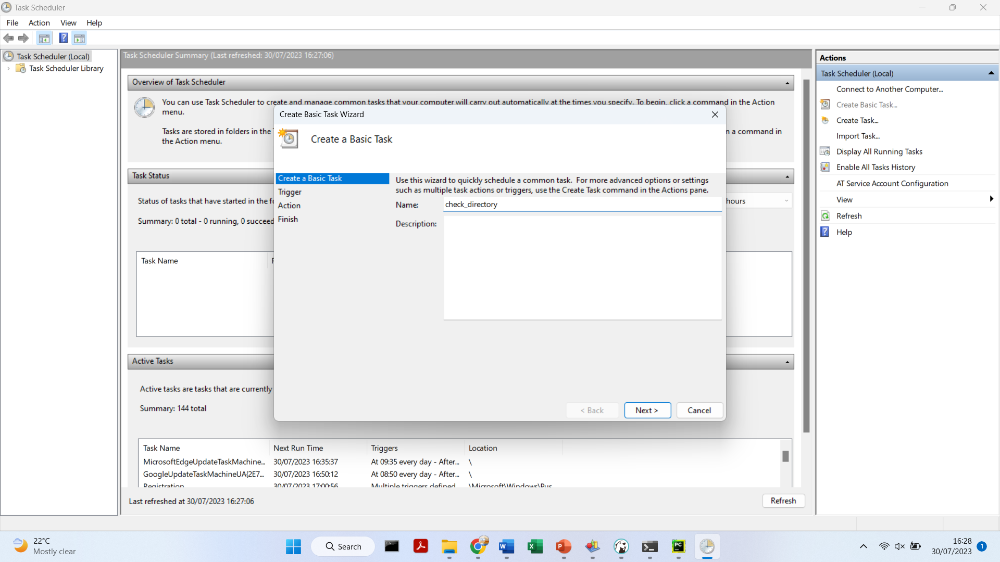 Task Scheduler
File Action View Help
Task Scheduler (Local)
Task Scheduler Library
Task Scheduler Summary (Last refreshed: 30/07/2023 16:27:06)
Overview of Task Scheduler
You can use Task Scheduler to create and manage common tasks that your computer will carry out automatically at the times you specify. To begin, click a command in the Action
menu.
Tasks are stored in folders in the
n a command in
the Action menu.
Task Status
Status of tasks that have started in the
hours
Summary: 0 total - 0 running, 0 succeed
Task Name
Active Tasks
Active tasks are tasks that are currently
Summary: 144 total
Task Name Next Run Time Triggers Location
MicrosoftEdgeUpdateTaskMachine... 30/07/2023 16:35:37 At 09:35 every day - After... \
GoogleUpdateTaskMachineUA{2E7... 30/07/2023 16:50:12 At 08:50 every day - After... \
Registration 30/07/2023 17:00:56 Multiple triggers defined \Microsoft\Windows\Pus
Last refreshed at 30/07/2023 16:27:06
Refresh
Create Basic Task Wizard
Create a Basic Task
Create a Basic Task
Trigger
Action
Finish
Use this wizard to quickly schedule a common task. For more advanced options or settings
such as multiple task actions or triggers, use the Create Task command in the Actions pane.
Name: check_directory
Description:
< Back Next > Cancel
Actions
Task Scheduler (Local)
Connect to Another Computer...
Create Basic Task...
Create Task...
Import Task...
Display All Running Tasks
Enable All Tasks History
AT Service Account Configuration
View
Refresh
Help
22°C
Mostly clear
Search
PC
16:28
30/07/2023
1